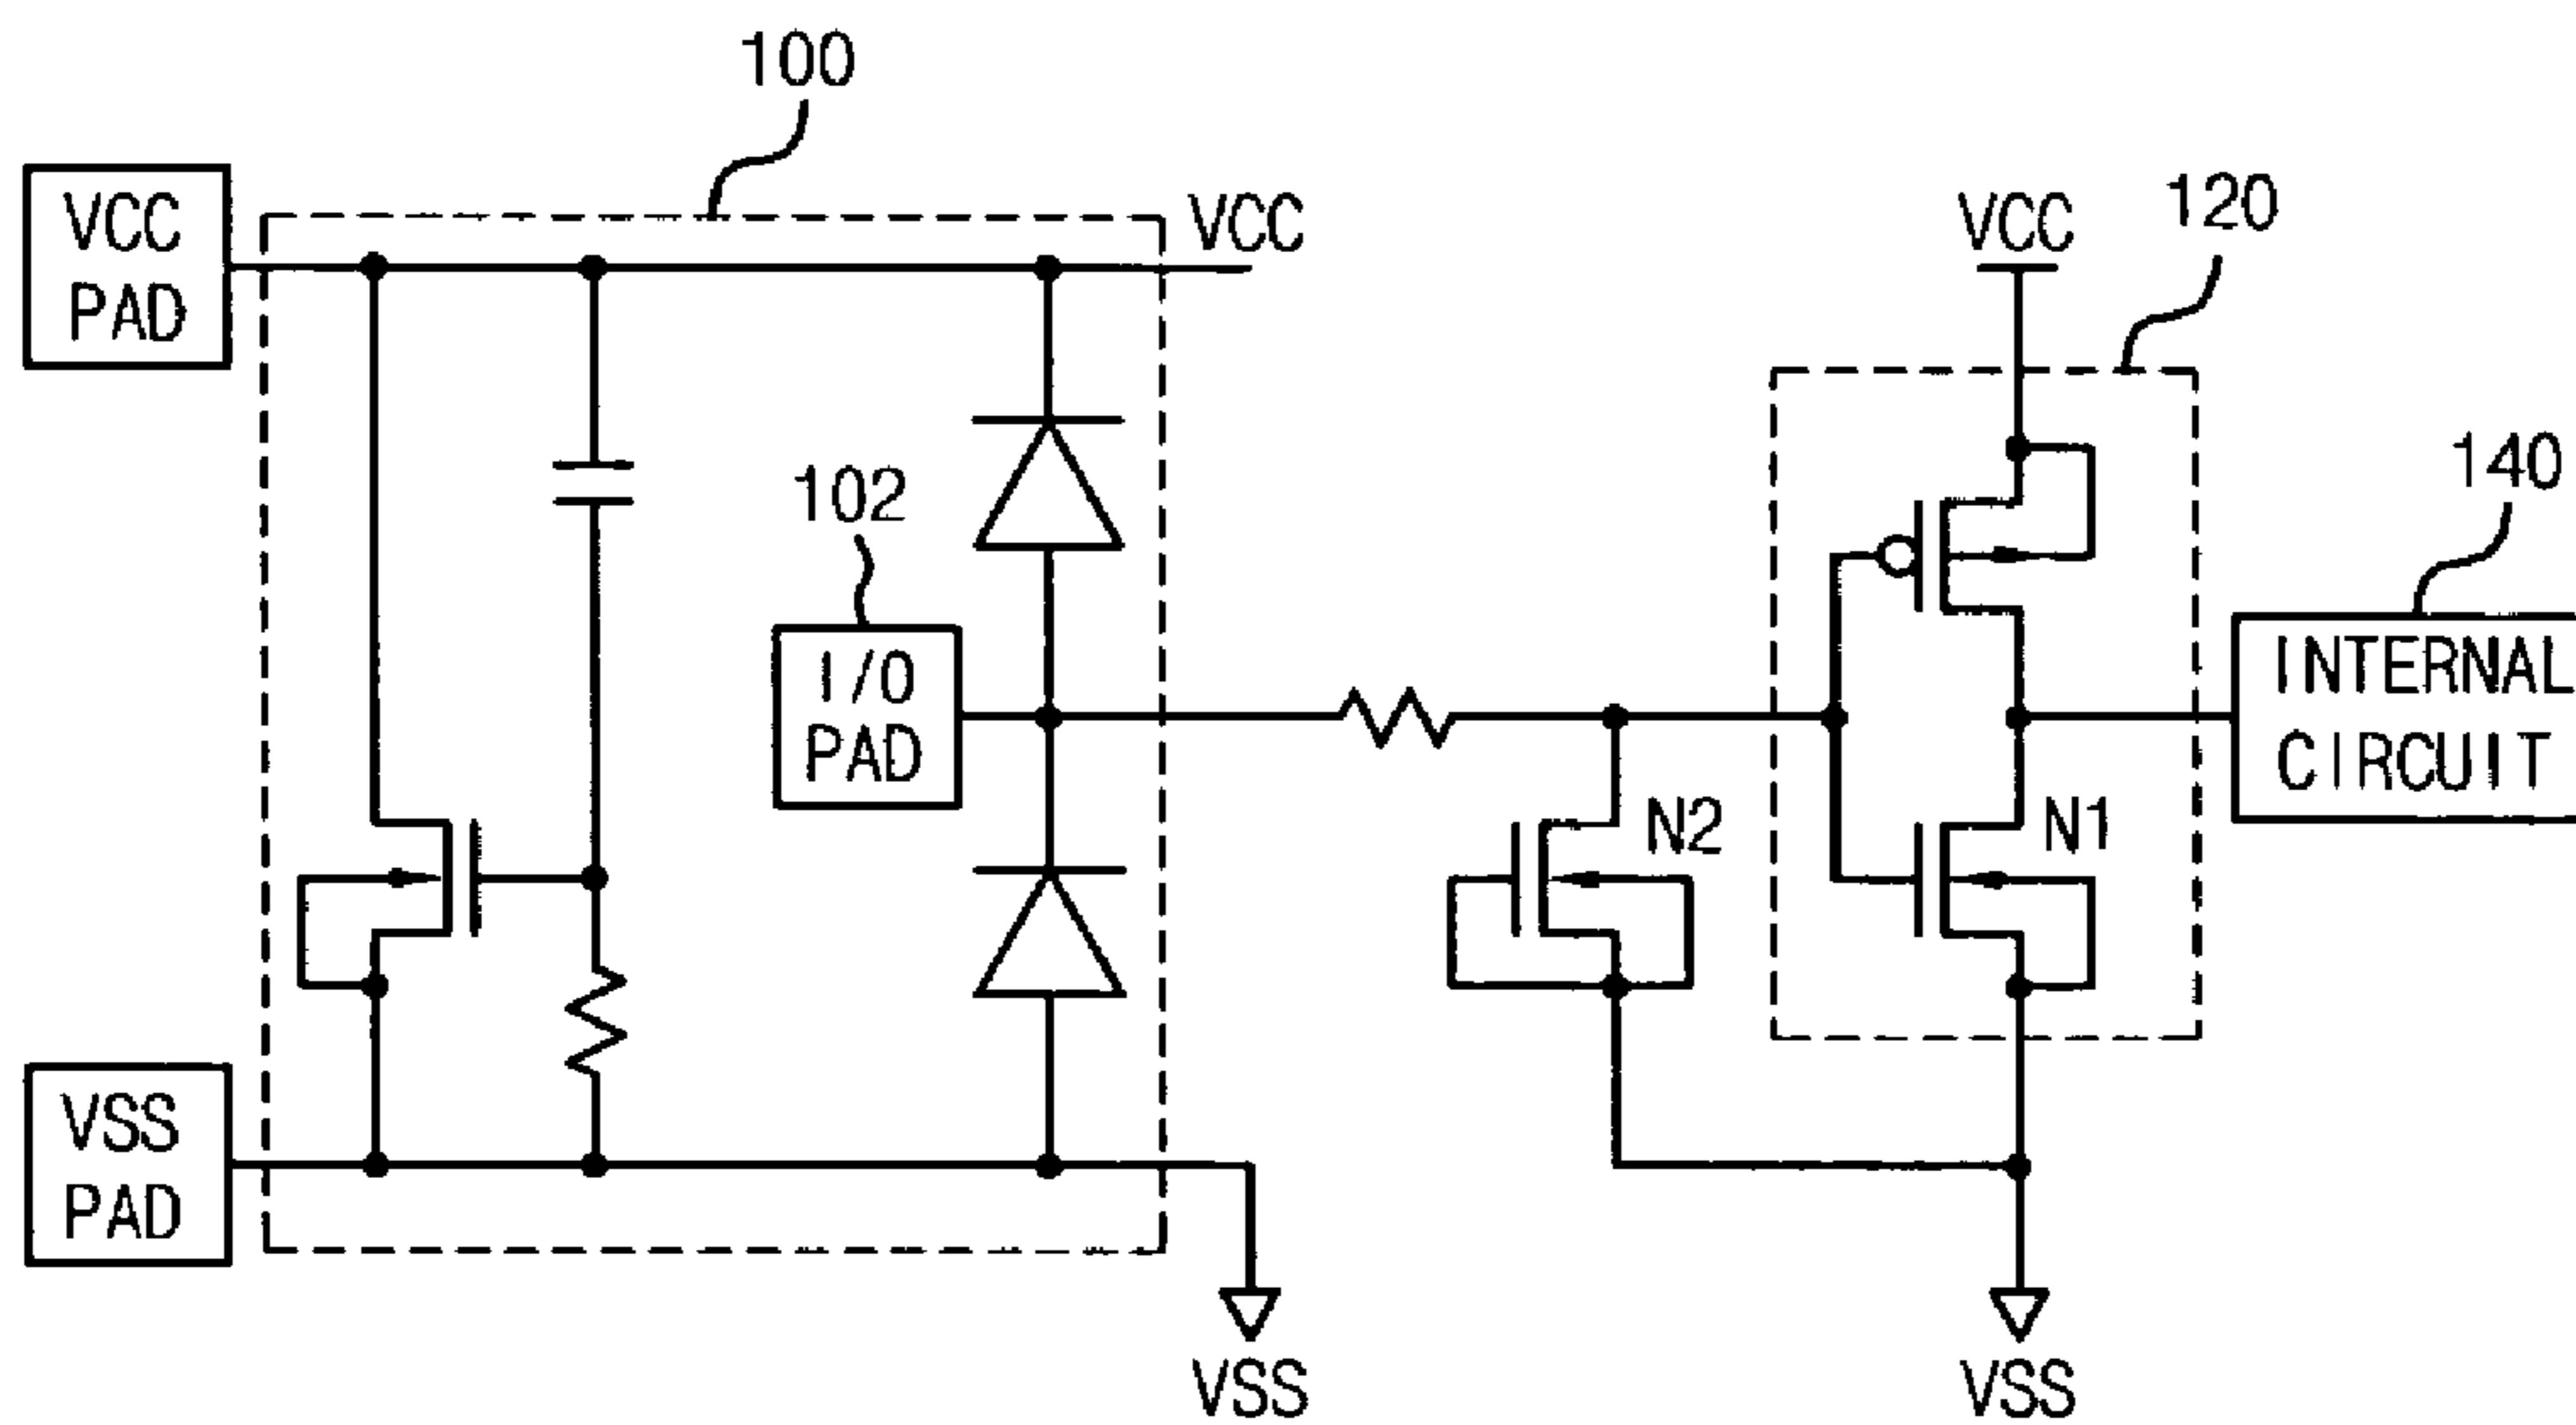 100
VCC
PAD
VCC
VCC
120
102
140
I/O
PAD
INTERNAL
CIRCUIT
N2
N1
VSS
PAD
VSS
VSS